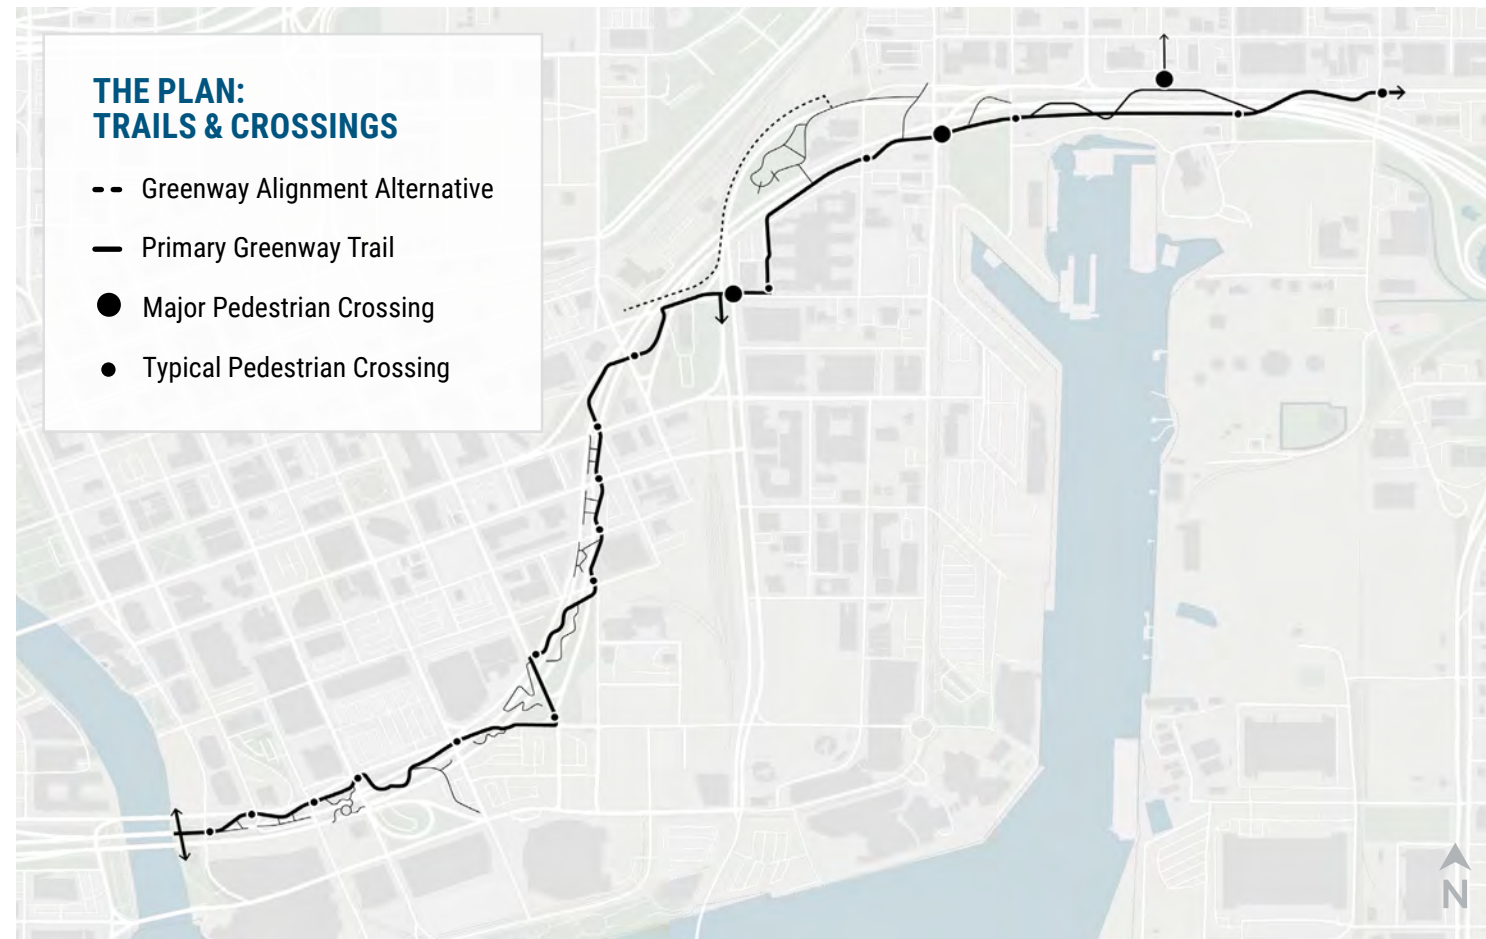 THE PLAN:
TRAILS & CROSSINGS
Greenway Alignment Alternative
Primary Greenway Trail
Major Pedestrian Crossing
Typical Pedestrian Crossing
N